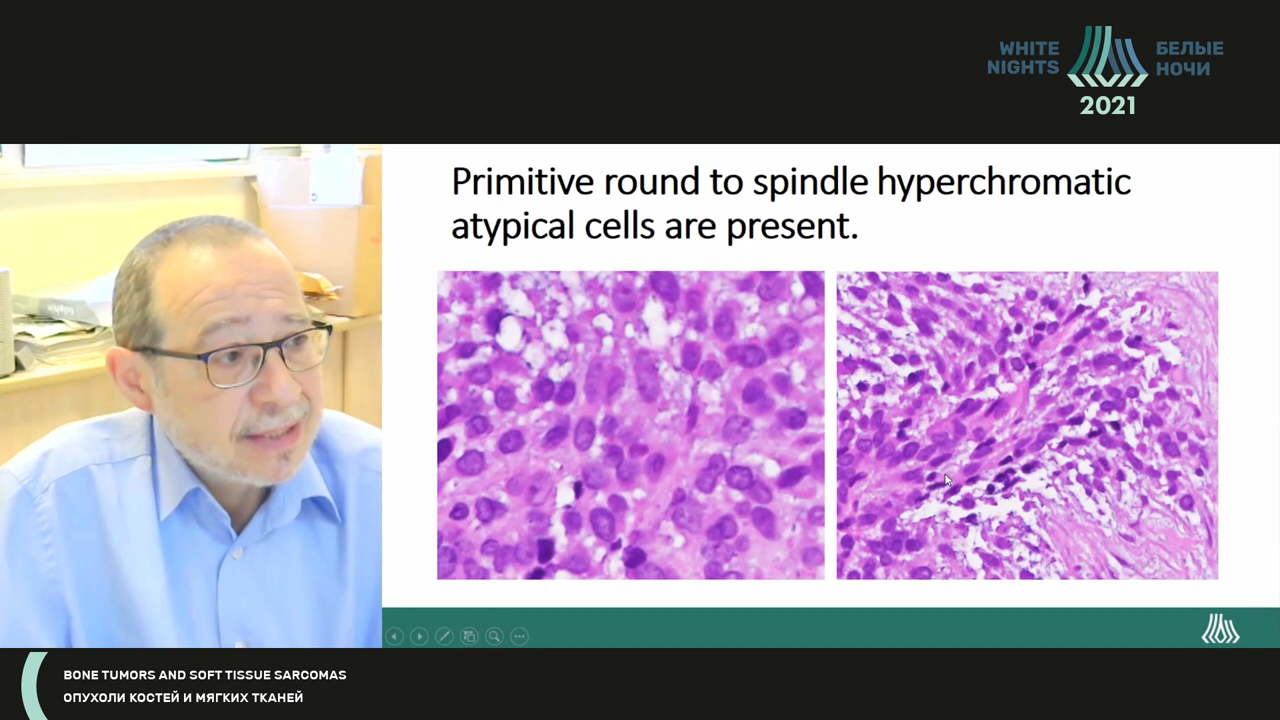 WHITE
NIGHTS
БЕЛЫЕ
НОЧИ
2021
Primitive round to spindle hyperchromatic
atypical cells are present.
BONE TUMORS AND SOFT TISSUE SARCOMAS
ОПУХОЛИ КОСТЕЙ И МЯГКИХ ТКАНЕЙ